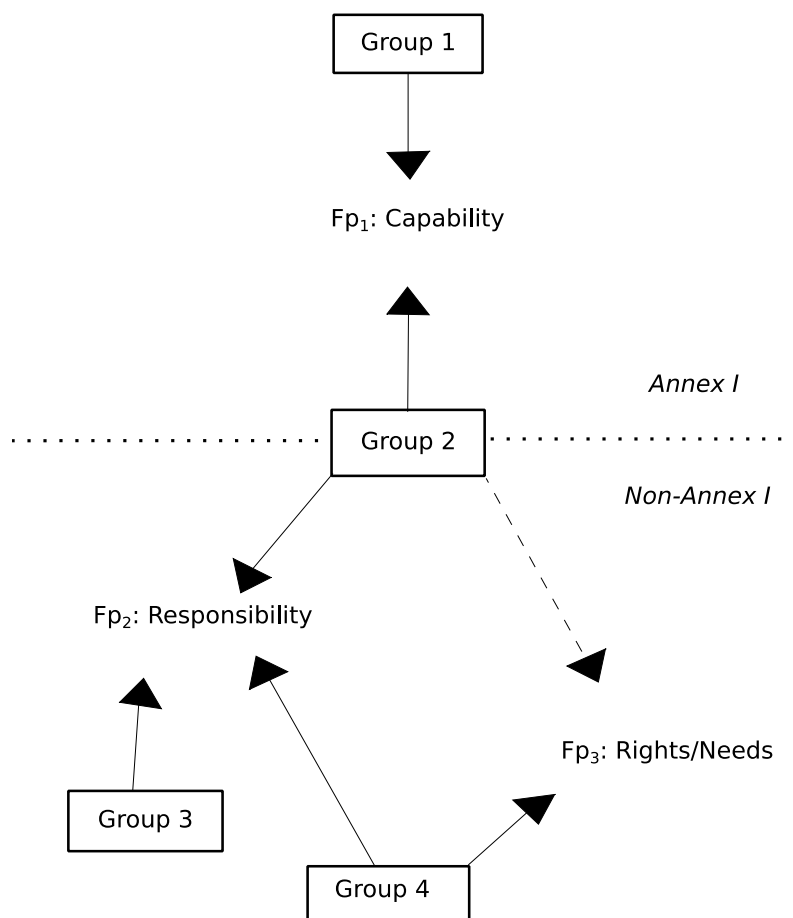 Group 1
Fp₁: Capability
Annex I
Group 2
Non-Annex I
Fp₂: Responsibility
Fp₃: Rights/Needs
Group 3
Group 4